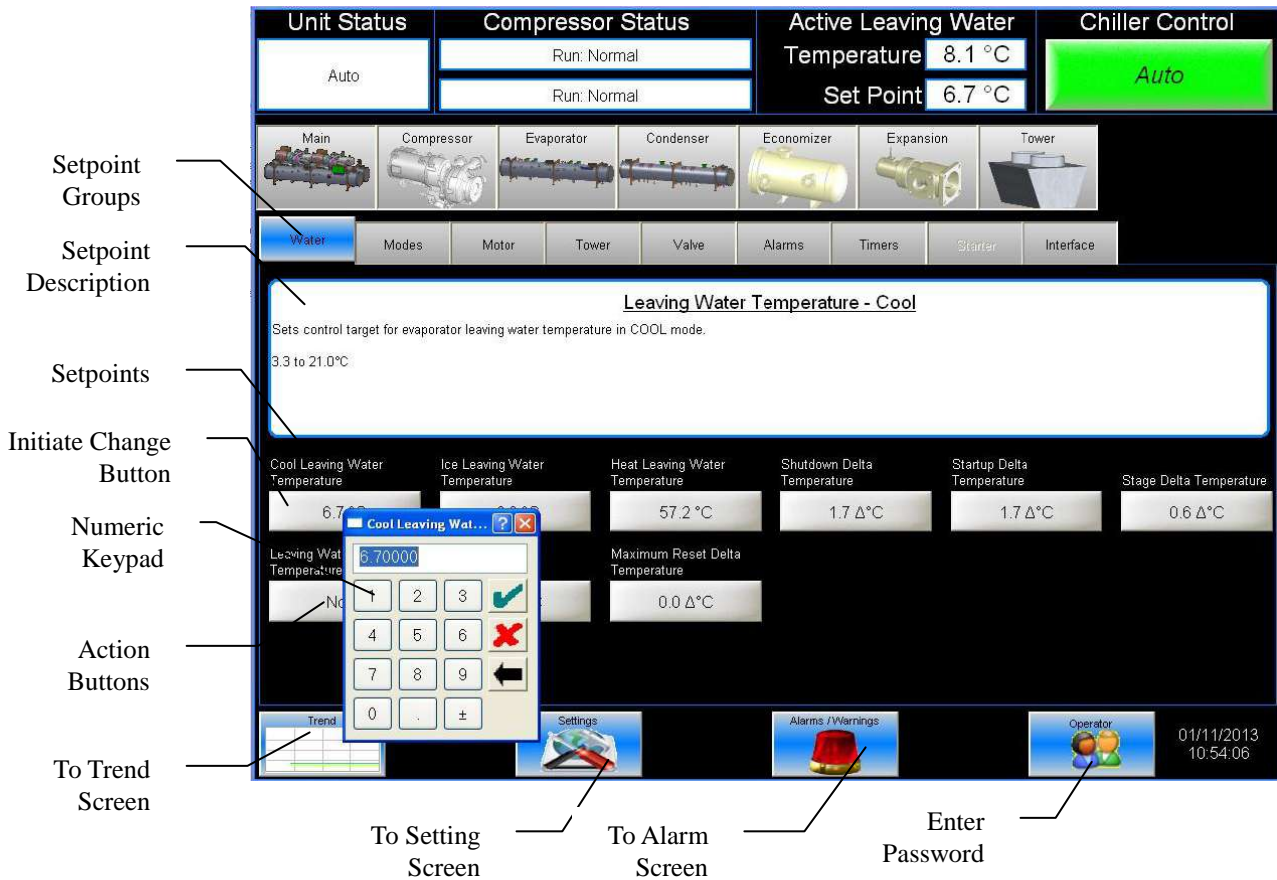 Unit Status
Compressor Status
Active Leaving Water
Chiller Control
Auto
Run: Normal
Run: Normal
Temperature 8.1 °C
Set Point 6.7 °C
Auto
Main
Compressor
Evaporator
Condenser
Economizer
Expansion
Tower
Setpoint
Groups
Water
Modes
Motor
Tower
Valve
Alarms
Timers
Starter
Interface
Setpoint
Description
Leaving Water Temperature - Cool
Sets control target for evaporator leaving water temperature in COOL mode.
3.3 to 21.0°C
Setpoints
Initiate Change
Button
Cool Leaving Water
Temperature
Ice Leaving Water
Temperature
Heat Leaving Water
Temperature
Shutdown Delta
Temperature
Startup Delta
Temperature
Stage Delta Temperature
57.2 °C
1.7 Δ°C
1.7 Δ°C
0.6 Δ°C
Numeric
Keypad
Cool Leaving Wat...
?
6.70000
1 2 3
4 5 6
7 8 9
0 . ±
Leaving
Temperature
Maximum Reset Delta
Temperature
0.0 Δ°C
Action
Buttons
Trend
Settings
Alarms / Warnings
Operator
01/11/2013
10:54:06
To Trend
Screen
To Setting
Screen
To Alarm
Screen
Enter
Password